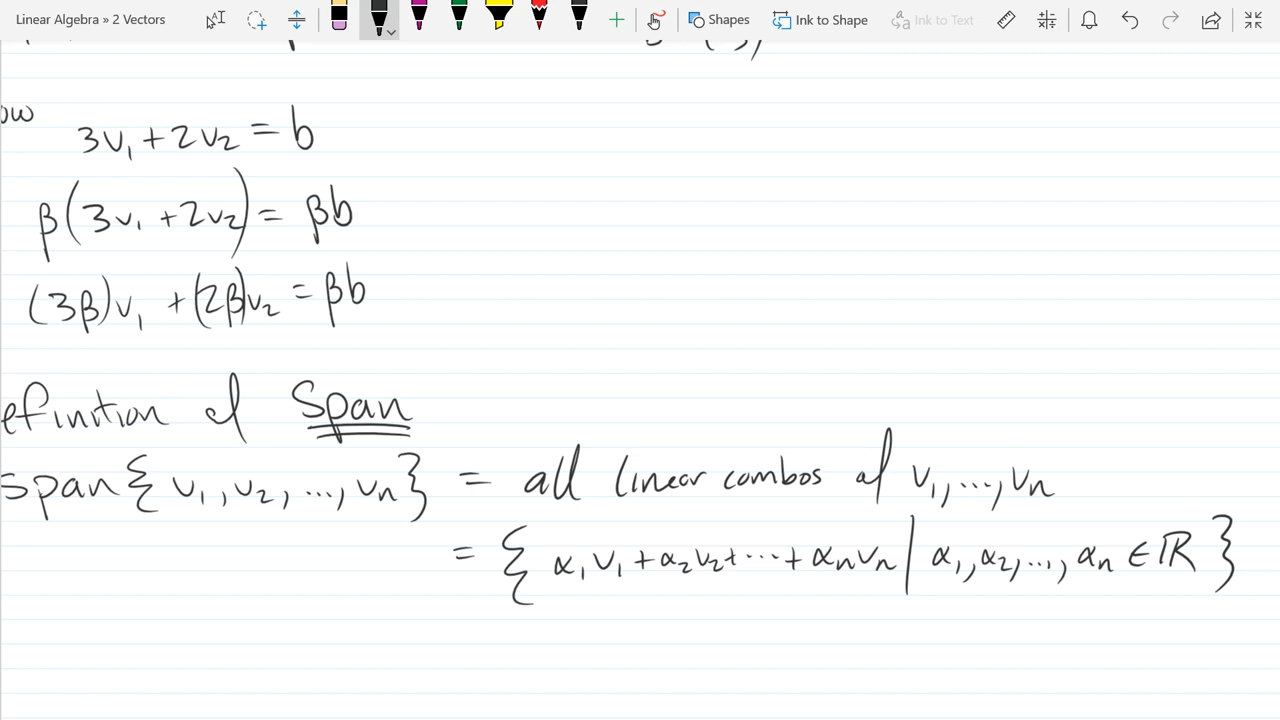 Linear Algebra » 2 Vectors
Shapes
Ink to Shape
Ink to Text
ow
3v₁ + 2v₂ = b
β(3v₁ + 2v₂) = βb
(3β)v₁ + (2β)v₂ = βb
efinition of Span
span{v₁, v₂, ..., vₙ} = all linear combos of v₁, ..., vₙ
= {α₁v₁ + α₂v₂ + ⋯ + αₙvₙ | α₁, α₂, ..., αₙ ∈ ℝ}